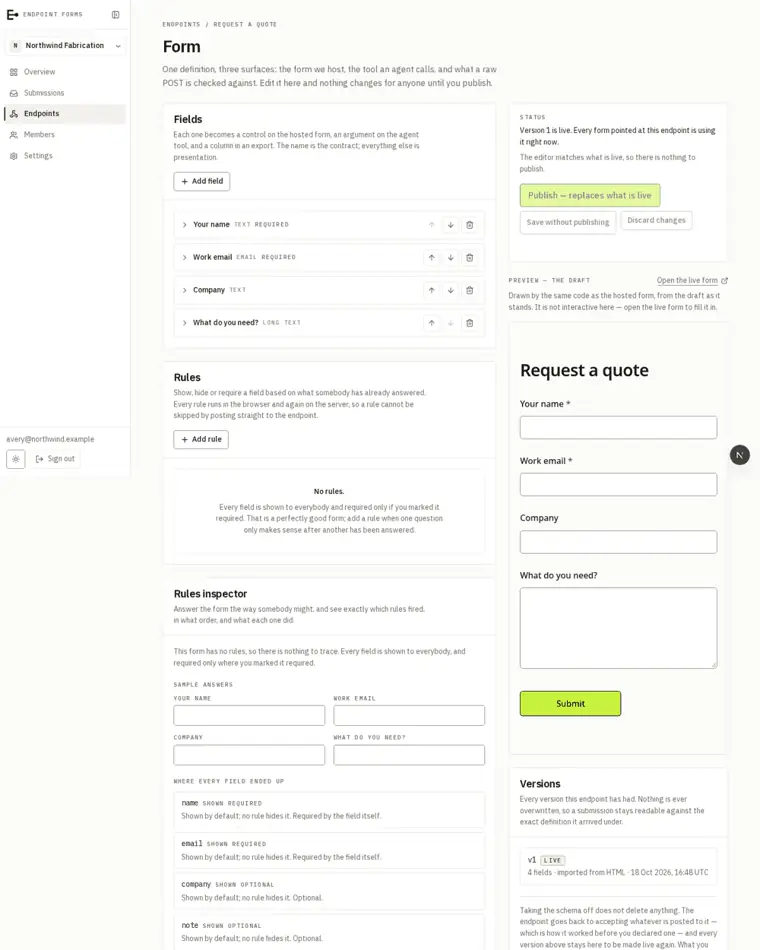 ENDPOINT FORMS
N Northwind Fabrication
Overview
Submissions
Endpoints
Members
Settings
avery@northwind.example
Sign out
ENDPOINTS / REQUEST A QUOTE
Form
One definition, three surfaces: the form we host, the tool an agent calls, and what a raw
POST is checked against. Edit it here and nothing changes for anyone until you publish.
Fields
Each one becomes a control on the hosted form, an argument on the agent
tool, and a column in an export. The name is the contract; everything else is
presentation.
+ Add field
Your name TEXT REQUIRED
Work email EMAIL REQUIRED
Company TEXT
What do you need? LONG TEXT
Rules
Show, hide or require a field based on what somebody has already answered.
Every rule runs in the browser and again on the server, so a rule cannot be
skipped by posting straight to the endpoint.
+ Add rule
No rules.
Every field is shown to everybody and required only if you marked it
required. That is a perfectly good form; add a rule when one question
only makes sense after another has been answered.
Rules inspector
Answer the form the way somebody might, and see exactly which rules fired,
in what order, and what each one did.
This form has no rules, so there is nothing to trace. Every field is shown to everybody, and
required only where you marked it required.
SAMPLE ANSWERS
YOUR NAME
WORK EMAIL
COMPANY
WHAT DO YOU NEED?
WHERE EVERY FIELD ENDED UP
name SHOWN REQUIRED
Shown by default; no rule hides it. Required by the field itself.
email SHOWN REQUIRED
Shown by default; no rule hides it. Required by the field itself.
company SHOWN OPTIONAL
Shown by default; no rule hides it. Optional.
note SHOWN OPTIONAL
Shown by default; no rule hides it. Optional.
STATUS
Version 1 is live. Every form pointed at this endpoint is using
it right now.
The editor matches what is live, so there is nothing to
publish.
Publish — replaces what is live
Save without publishing
Discard changes
PREVIEW — THE DRAFT
Open the live form
Drawn by the same code as the hosted form, from the draft as it
stands. It is not interactive here — open the live form to fill it in.
Request a quote
Your name *
Work email *
Company
What do you need?
Submit
N
Versions
Every version this endpoint has had. Nothing is ever
overwritten, so a submission stays readable against the
exact definition it arrived under.
v1 LIVE
4 fields · imported from HTML · 18 Oct 2026, 16:48 UTC
Taking the schema off does not delete anything. The
endpoint goes back to accepting whatever is posted to it —
which is how it worked before you declared one — and every
version above stays here to be made live again. What you